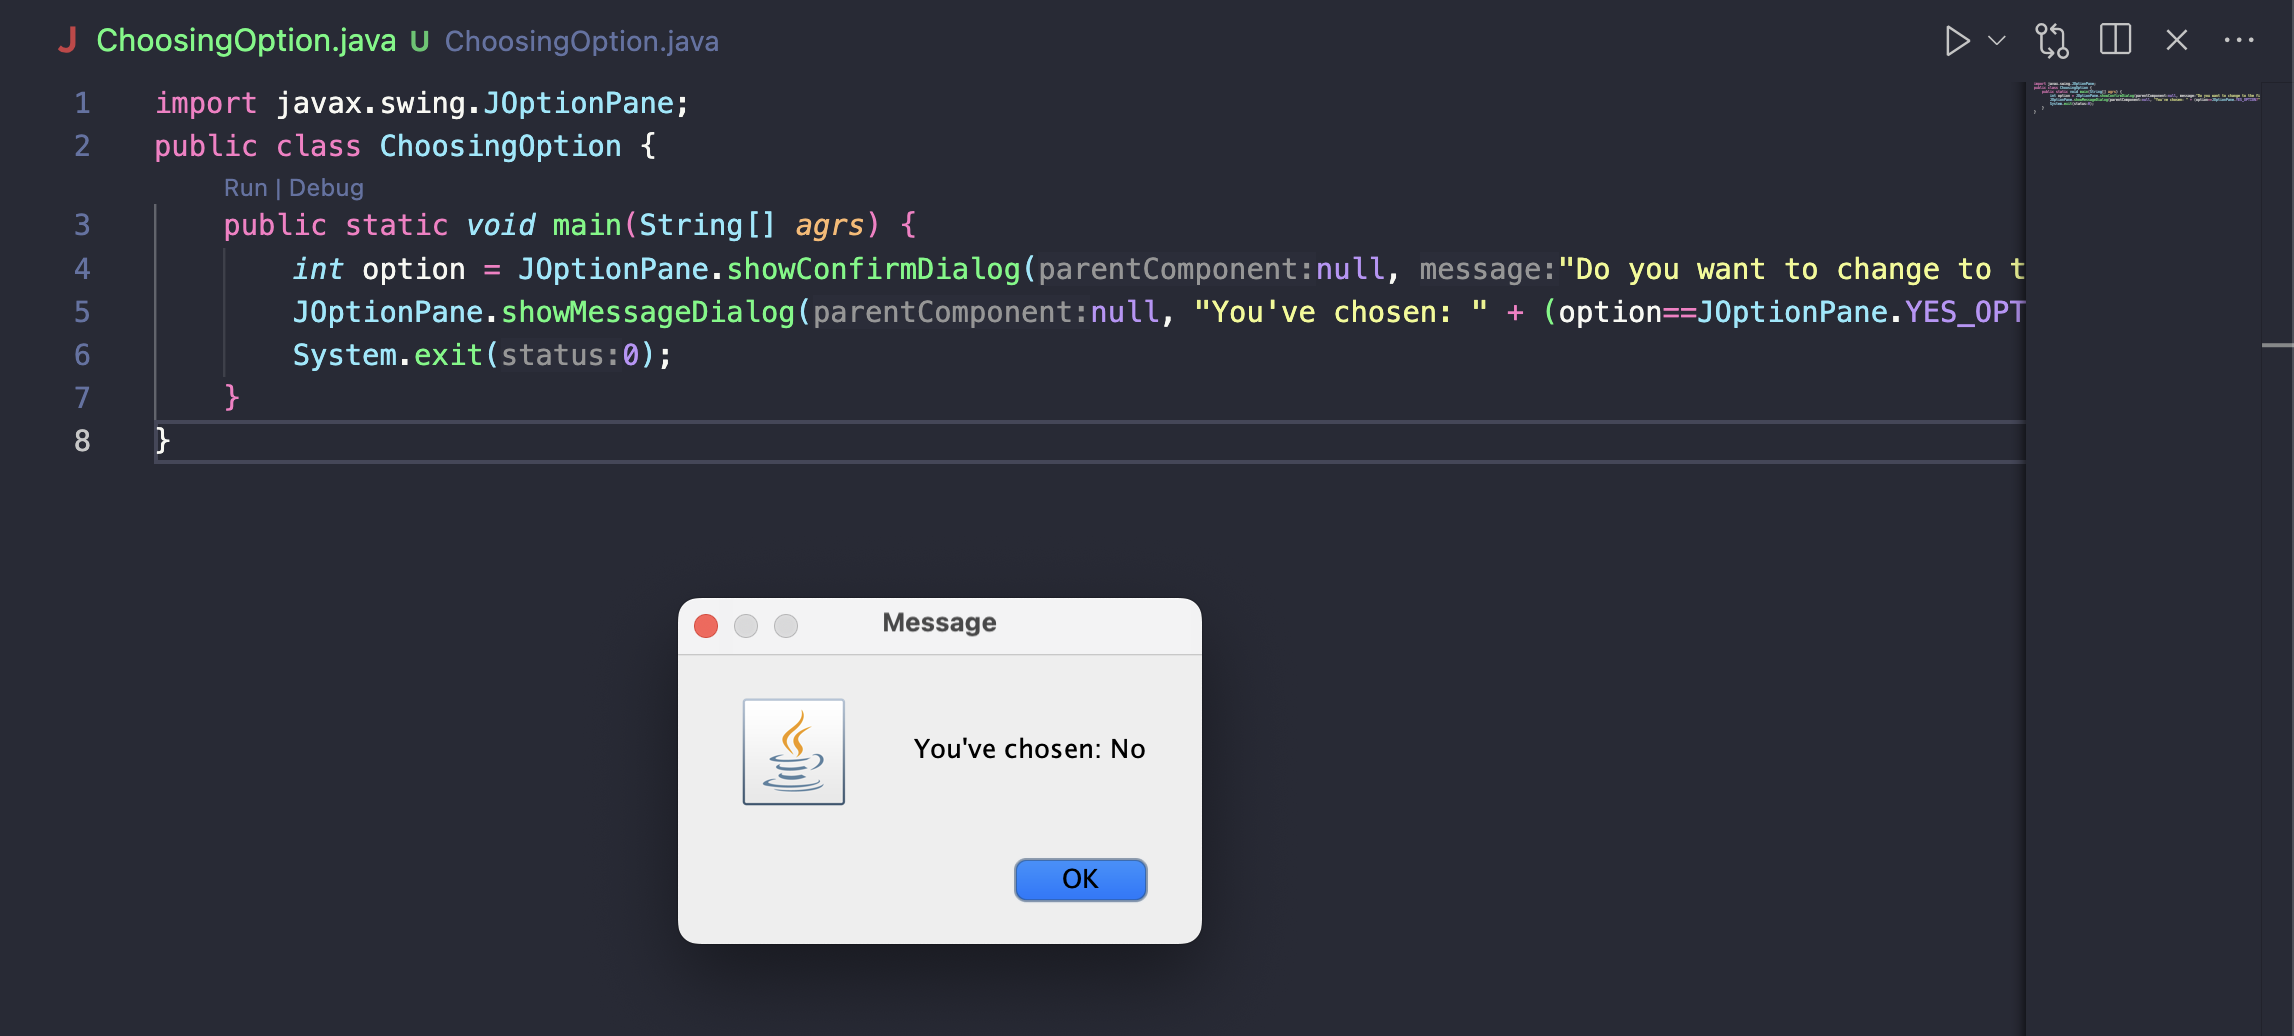 J ChoosingOption.java U ChoosingOption.java
1 import javax.swing.JOptionPane;
2 public class ChoosingOption {
Run | Debug
3 public static void main(String[] agrs) {
4 int option = JOptionPane.showConfirmDialog(parentComponent:null, message:"Do you want to change to t
5 JOptionPane.showMessageDialog(parentComponent:null, "You've chosen: " + (option==JOptionPane.YES_OPT
6 System.exit(status:0);
7 }
8 }
Message
You've chosen: No
OK